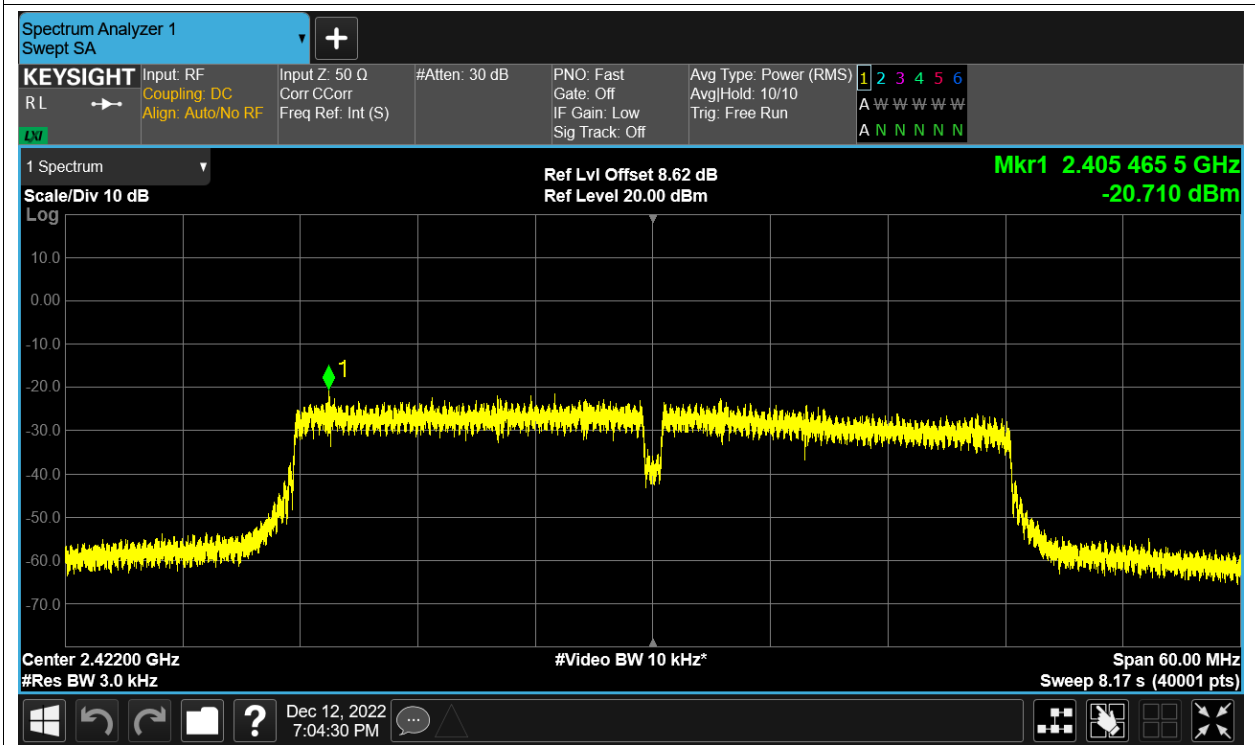 Spectrum Analyzer 1
Swept SA
KEYSIGHT
R L
LXI
Input: RF
Coupling: DC
Align: Auto/No RF
Input Z: 50 Ω
Corr CCorr
Freq Ref: Int (S)
#Atten: 30 dB
PNO: Fast
Gate: Off
IF Gain: Low
Sig Track: Off
Avg Type: Power (RMS)
Avg|Hold: 10/10
Trig: Free Run
1 2 3 4 5 6
A W W W W W
A N N N N N
1 Spectrum
Scale/Div 10 dB
Log
Ref Lvl Offset 8.62 dB
Ref Level 20.00 dBm
Mkr1 2.405 465 5 GHz
-20.710 dBm
10.0
0.00
-10.0
-20.0
-30.0
-40.0
-50.0
-60.0
-70.0
1
Center 2.42200 GHz
#Res BW 3.0 kHz
#Video BW 10 kHz*
Span 60.00 MHz
Sweep 8.17 s (40001 pts)
?
Dec 12, 2022
7:04:30 PM